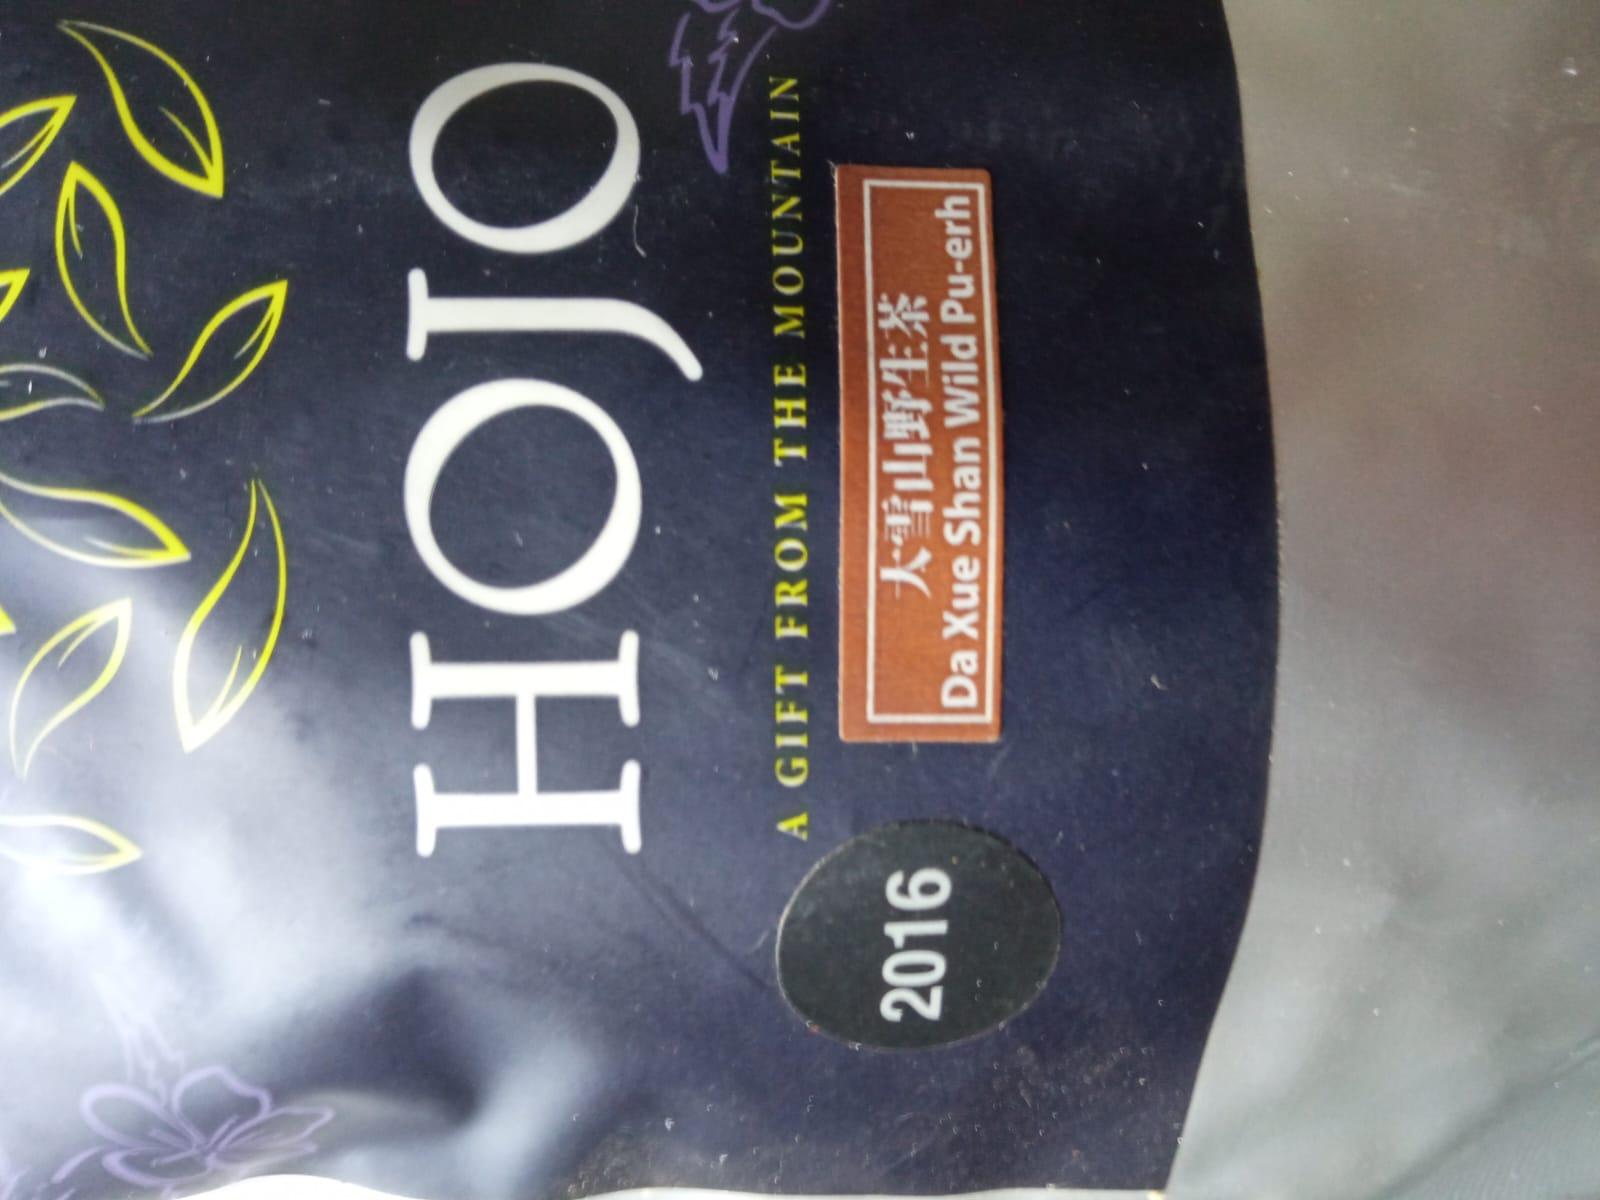 HOJO
A GIFT FROM THE MOUNTAIN
大雪山野生茶
Da Xue Shan Wild Pu-erh
2016